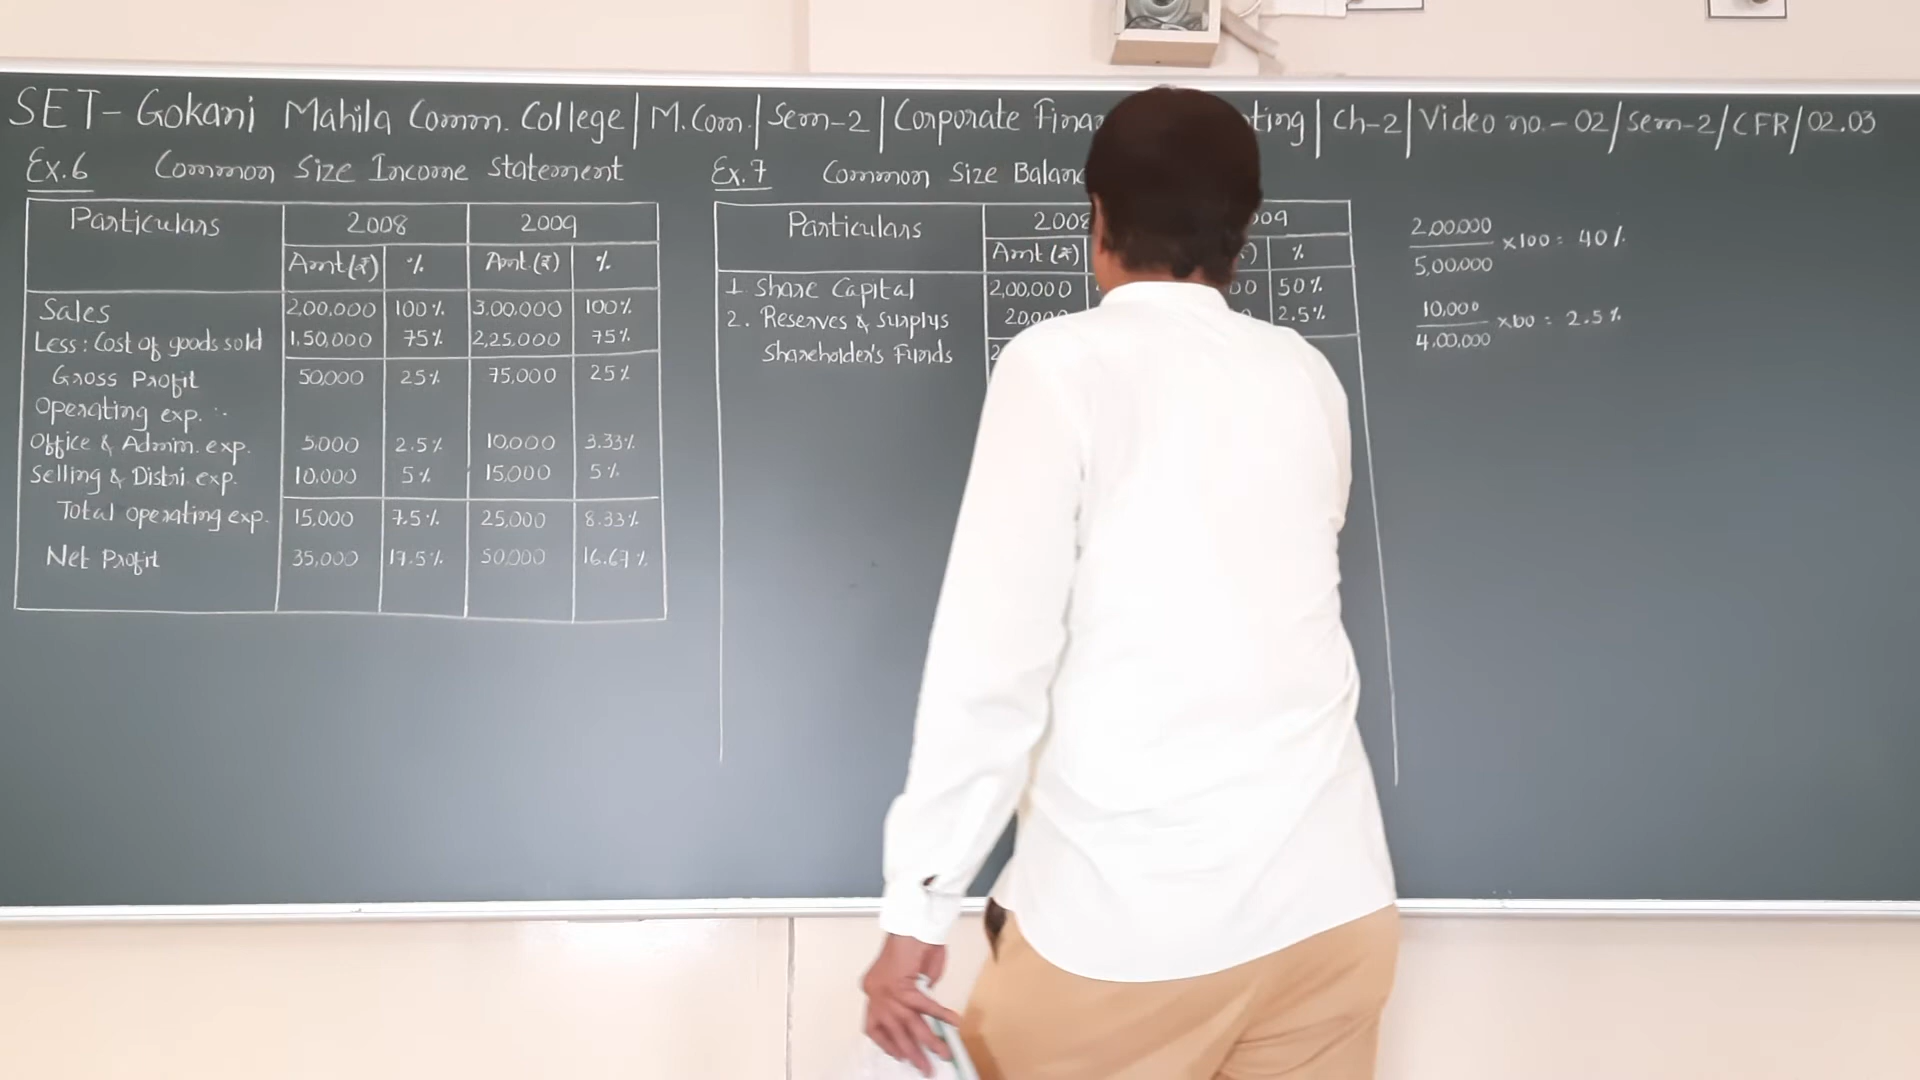 SET- Gokani Mahila Comm. College | M.Com. | Sem-2 | Corporate | Ch-2 | Video no. - 02 / Sem-2 / CFR / 02.03
Ex.6 Common Size Income Statement
Particulars 2008 2009
Amt (₹) % Amt. (₹) %
Sales 2,00,000 100% 3,00,000 100%
Less: Cost of goods sold 1,50,000 75% 2,25,000 75%
Gross Profit 50,000 25% 75,000 25%
Operating exp. :-
Office & Admin. exp. 5,000 2.5% 10,000 3.33%
Selling & Distri. exp. 10,000 5% 15,000 5%
Total operating exp. 15,000 7.5% 25,000 8.33%
Net Profit 35,000 17.5% 50,000 16.67%
Ex. 7 Common Size
Particulars 2008
Amt (₹) %
1. Share Capital 2,00,000 50%
2. Reserves & Surplus 2.5%
Shareholder's Funds
2,00,000
5,00,000
×100 = 40%
10,000
4,00,000
×100 = 2.5%